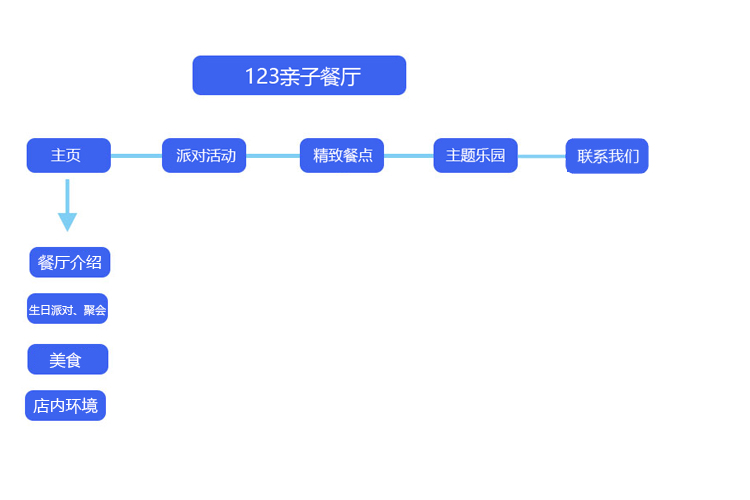 123亲子餐厅
主页
派对活动
精致餐点
主题乐园
联系我们
餐厅介绍
生日派对、聚会
美食
店内环境